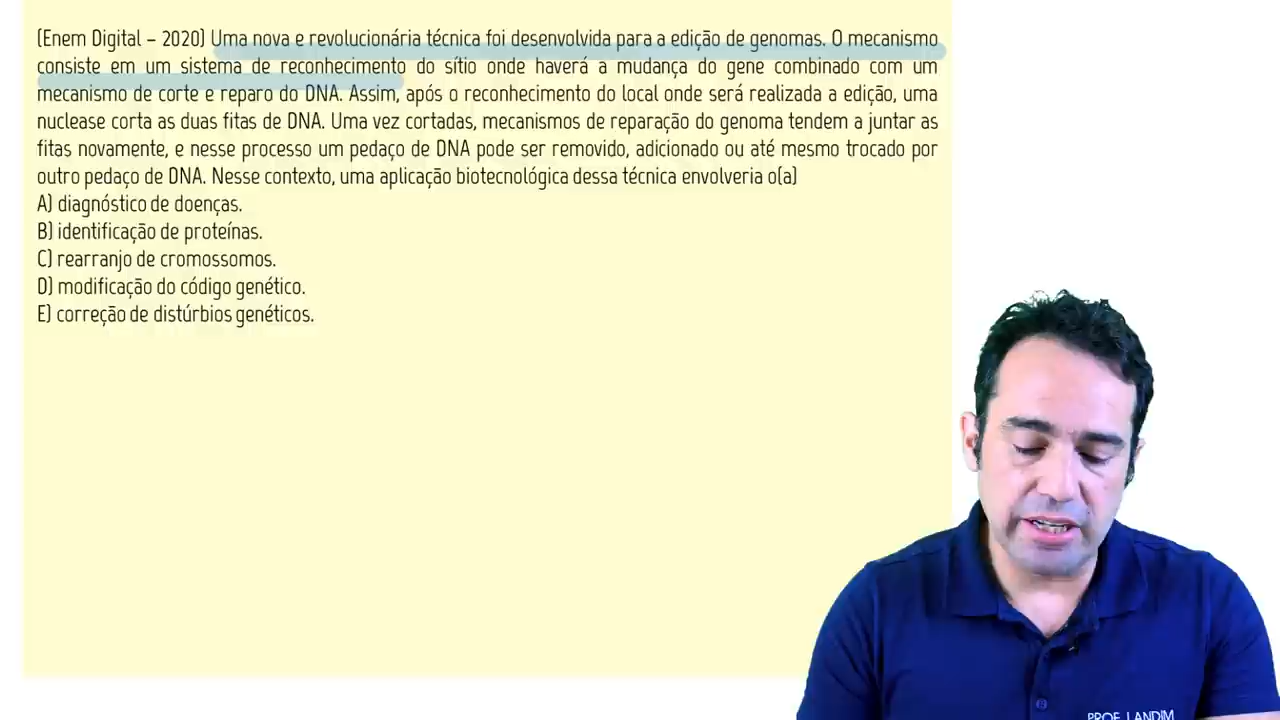 (Enem Digital – 2020) Uma nova e revolucionária técnica foi desenvolvida para a edição de genomas. O mecanismo
consiste em um sistema de reconhecimento do sítio onde haverá a mudança do gene combinado com um
mecanismo de corte e reparo do DNA. Assim, após o reconhecimento do local onde será realizada a edição, uma
nuclease corta as duas fitas de DNA. Uma vez cortadas, mecanismos de reparação do genoma tendem a juntar as
fitas novamente, e nesse processo um pedaço de DNA pode ser removido, adicionado ou até mesmo trocado por
outro pedaço de DNA. Nesse contexto, uma aplicação biotecnológica dessa técnica envolveria o(a)
A) diagnóstico de doenças.
B) identificação de proteínas.
C) rearranjo de cromossomos.
D) modificação do código genético.
E) correção de distúrbios genéticos.
PROF. LANDIM